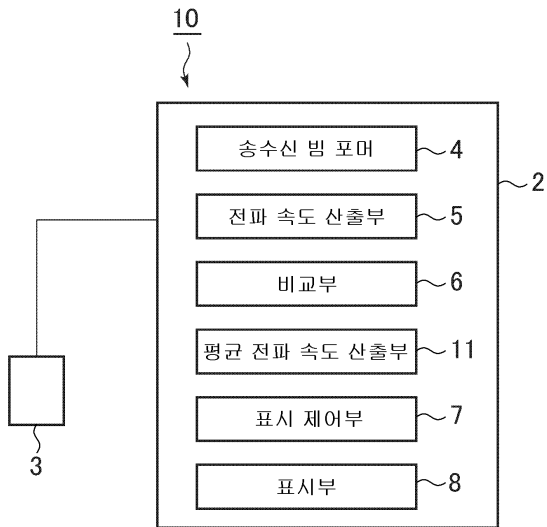 10
송수신 빔 포머 4
2
전파 속도 산출부 5
비교부 6
평균 전파 속도 산출부 11
표시 제어부 7
3
표시부 8